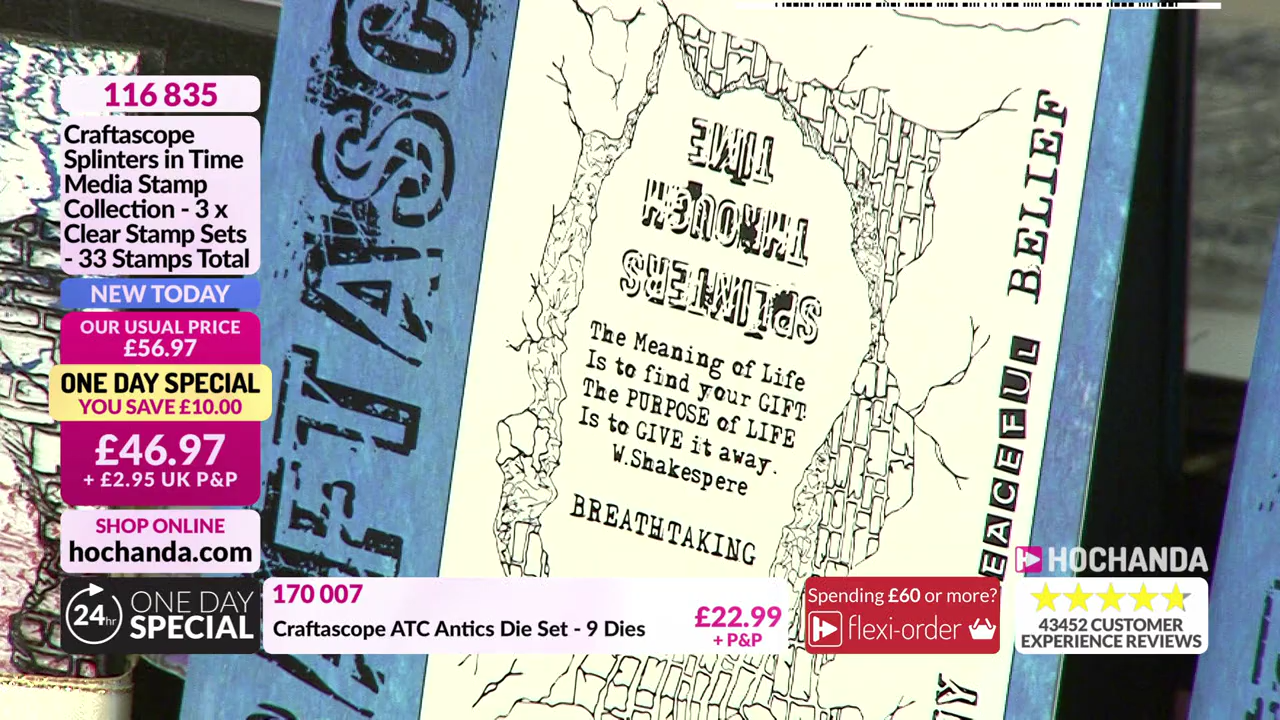 116 835
Craftascope
Splinters in Time
Media Stamp
Collection - 3 x
Clear Stamp Sets
- 33 Stamps Total
NEW TODAY
OUR USUAL PRICE
£56.97
ONE DAY SPECIAL
YOU SAVE £10.00
£46.97
+ £2.95 UK P&P
SHOP ONLINE
hochanda.com
24hr
ONE DAY
SPECIAL
170 007
Craftascope ATC Antics Die Set - 9 Dies
£22.99
+ P&P
Spending £60 or more?
flexi-order
HOCHANDA
43452 CUSTOMER
EXPERIENCE REVIEWS
SPLINTERS
THROUGH
TIME
The Meaning of Life
Is to find your GIFT
The PURPOSE of LIFE
Is to GIVE it away.
W.Shakespere
BREATHTAKING
BELIEF